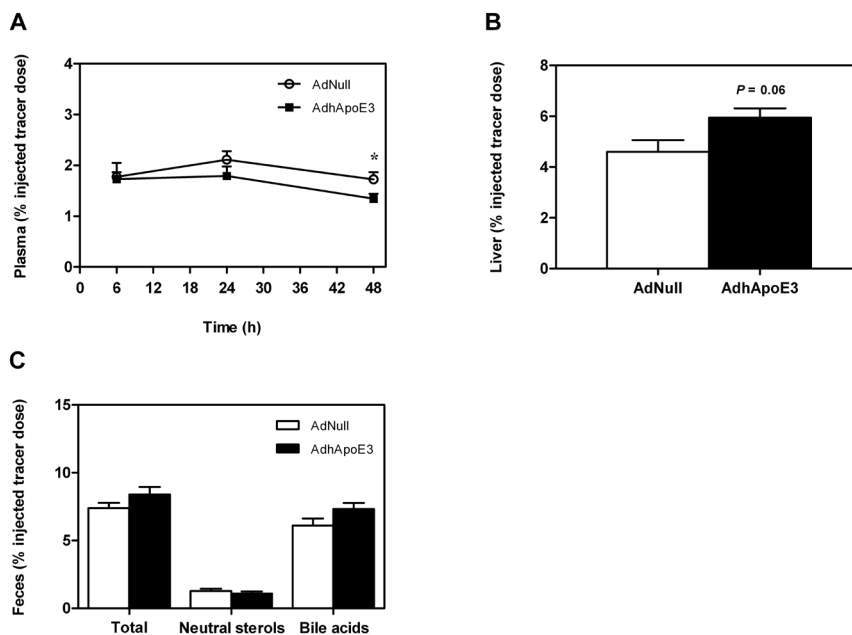 A
Plasma (% injected tracer dose)
4
3
2
1
0
AdNull
AdhApoE3
*
0 6 12 18 24 30 36 42 48
Time (h)
B
Liver (% injected tracer dose)
8
6
4
2
0
P = 0.06
AdNull AdhApoE3
C
Feces (% injected tracer dose)
15
10
5
0
AdNull
AdhApoE3
Total Neutral sterols Bile acids